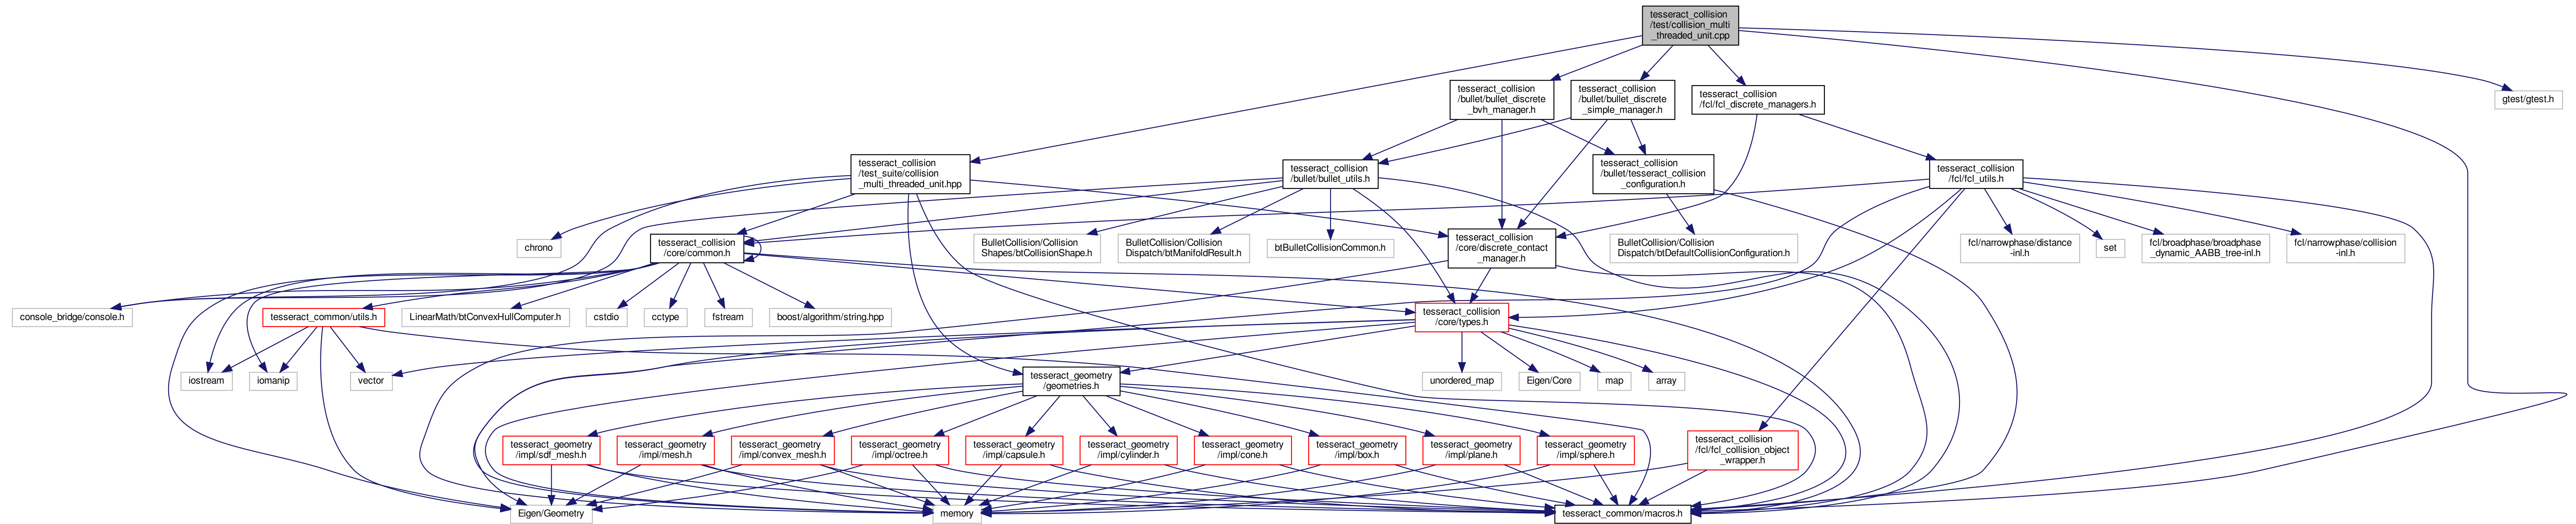 tesseract_collision
/test/collision_multi
_threaded_unit.cpp
tesseract_collision
/bullet/bullet_discrete
_bvh_manager.h
tesseract_collision
/bullet/bullet_discrete
_simple_manager.h
tesseract_collision
/fcl/fcl_discrete_managers.h
gtest/gtest.h
tesseract_collision
/test_suite/collision
_multi_threaded_unit.hpp
tesseract_collision
/bullet/bullet_utils.h
tesseract_collision
/bullet/tesseract_collision
_configuration.h
tesseract_collision
/fcl/fcl_utils.h
chrono
tesseract_collision
/core/common.h
BulletCollision/Collision
Shapes/btCollisionShape.h
BulletCollision/Collision
Dispatch/btManifoldResult.h
btBulletCollisionCommon.h
tesseract_collision
/core/discrete_contact
_manager.h
BulletCollision/Collision
Dispatch/btDefaultCollisionConfiguration.h
fcl/narrowphase/distance
-inl.h
set
fcl/broadphase/broadphase
_dynamic_AABB_tree-inl.h
fcl/narrowphase/collision
-inl.h
console_bridge/console.h
tesseract_common/utils.h
LinearMath/btConvexHullComputer.h
cstdio
cctype
fstream
boost/algorithm/string.hpp
tesseract_collision
/core/types.h
iostream
iomanip
vector
tesseract_geometry
/geometries.h
unordered_map
Eigen/Core
map
array
tesseract_geometry
/impl/sdf_mesh.h
tesseract_geometry
/impl/mesh.h
tesseract_geometry
/impl/convex_mesh.h
tesseract_geometry
/impl/octree.h
tesseract_geometry
/impl/capsule.h
tesseract_geometry
/impl/cylinder.h
tesseract_geometry
/impl/cone.h
tesseract_geometry
/impl/box.h
tesseract_geometry
/impl/plane.h
tesseract_geometry
/impl/sphere.h
tesseract_collision
/fcl/fcl_collision_object
_wrapper.h
Eigen/Geometry
memory
tesseract_common/macros.h